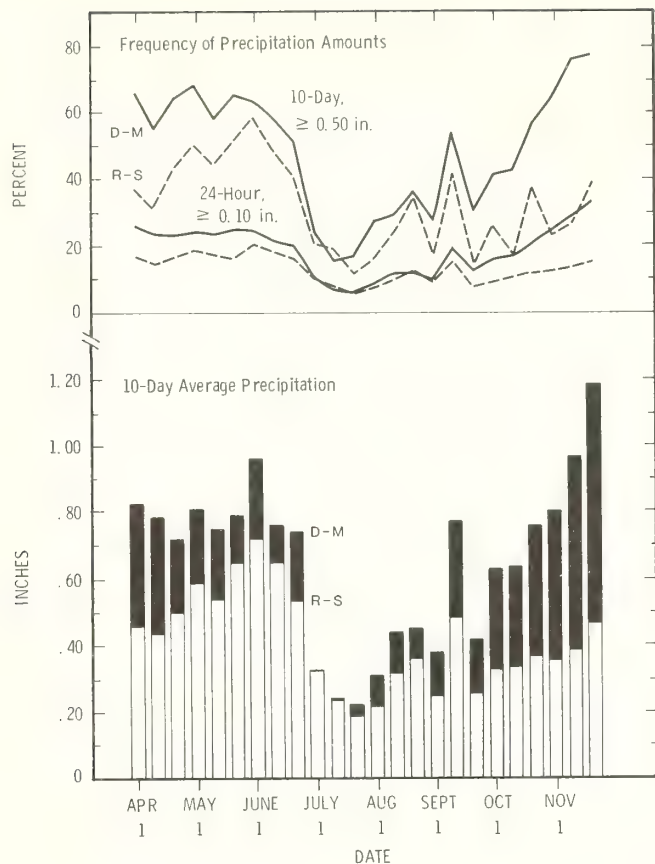 Frequency of Precipitation Amounts
80
60
40
20
0
PERCENT
10-Day,
≥ 0.50 in.
D-M
R-S
24-Hour,
≥ 0.10 in.
10-Day Average Precipitation
1.20
1.00
.80
.60
.40
.20
0
INCHES
D-M
R-S
APR MAY JUNE JULY AUG SEPT OCT NOV
1 1 1 1 1 1 1 1
DATE